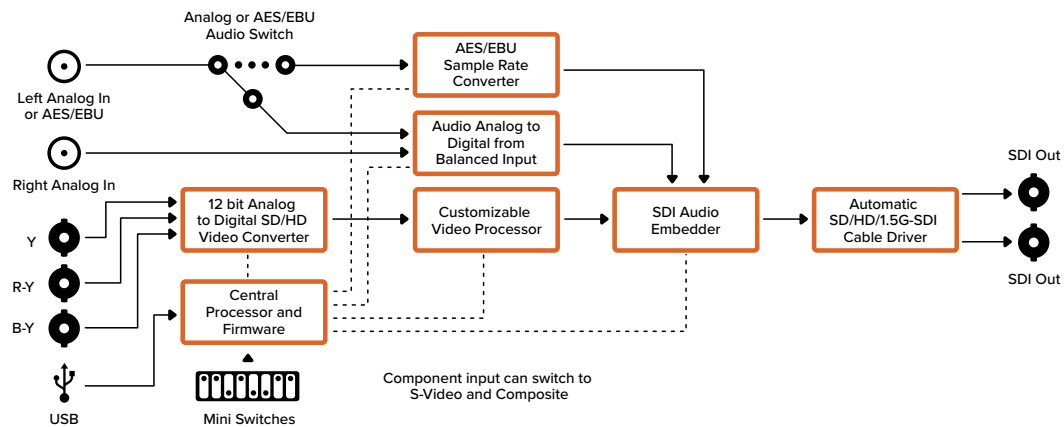 Analog or AES/EBU
Audio Switch
Left Analog In
or AES/EBU
Right Analog In
AES/EBU
Sample Rate
Converter
Audio Analog to
Digital from
Balanced Input
Y
R-Y
B-Y
USB
12 bit Analog
to Digital SD/HD
Video Converter
Customizable
Video Processor
SDI Audio
Embedder
Automatic
SD/HD/1.5G-SDI
Cable Driver
SDI Out
SDI Out
Central
Processor and
Firmware
Mini Switches
Component input can switch to
S-Video and Composite